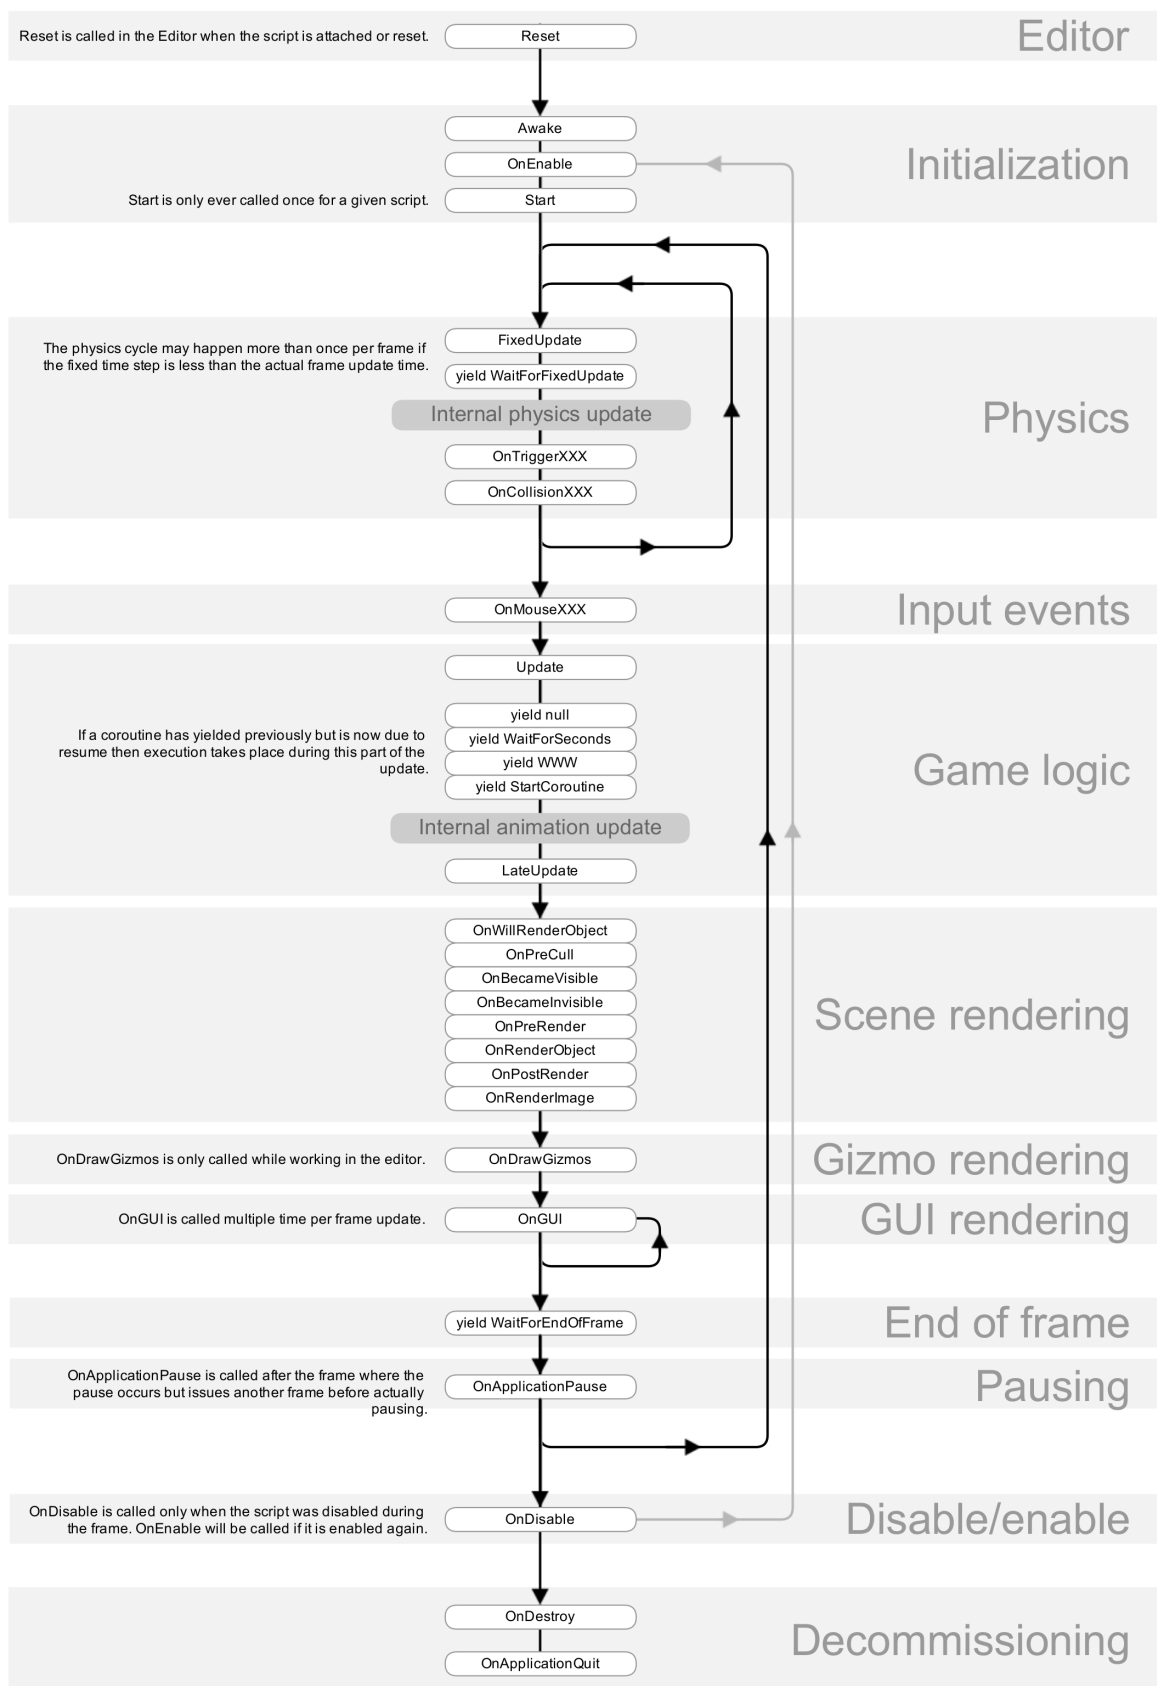 Reset is called in the Editor when the script is attached or reset.
Reset
Editor
Awake
OnEnable
Initialization
Start is only ever called once for a given script.
Start
The physics cycle may happen more than once per frame if
the fixed time step is less than the actual frame update time.
FixedUpdate
yield WaitForFixedUpdate
Internal physics update
Physics
OnTriggerXXX
OnCollisionXXX
OnMouseXXX
Input events
Update
yield null
If a coroutine has yielded previously but is now due to
resume then execution takes place during this part of the
update.
yield WaitForSeconds
yield WWW
yield StartCoroutine
Game logic
Internal animation update
LateUpdate
OnWillRenderObject
OnPreCull
OnBecameVisible
OnBecameInvisible
Scene rendering
OnPreRender
OnRenderObject
OnPostRender
OnRenderImage
OnDrawGizmos is only called while working in the editor.
OnDrawGizmos
Gizmo rendering
OnGUI is called multiple time per frame update.
OnGUI
GUI rendering
yield WaitForEndOfFrame
End of frame
OnApplicationPause is called after the frame where the
pause occurs but issues another frame before actually
pausing.
OnApplicationPause
Pausing
OnDisable is called only when the script was disabled during
the frame. OnEnable will be called if it is enabled again.
OnDisable
Disable/enable
OnDestroy
Decommissioning
OnApplicationQuit